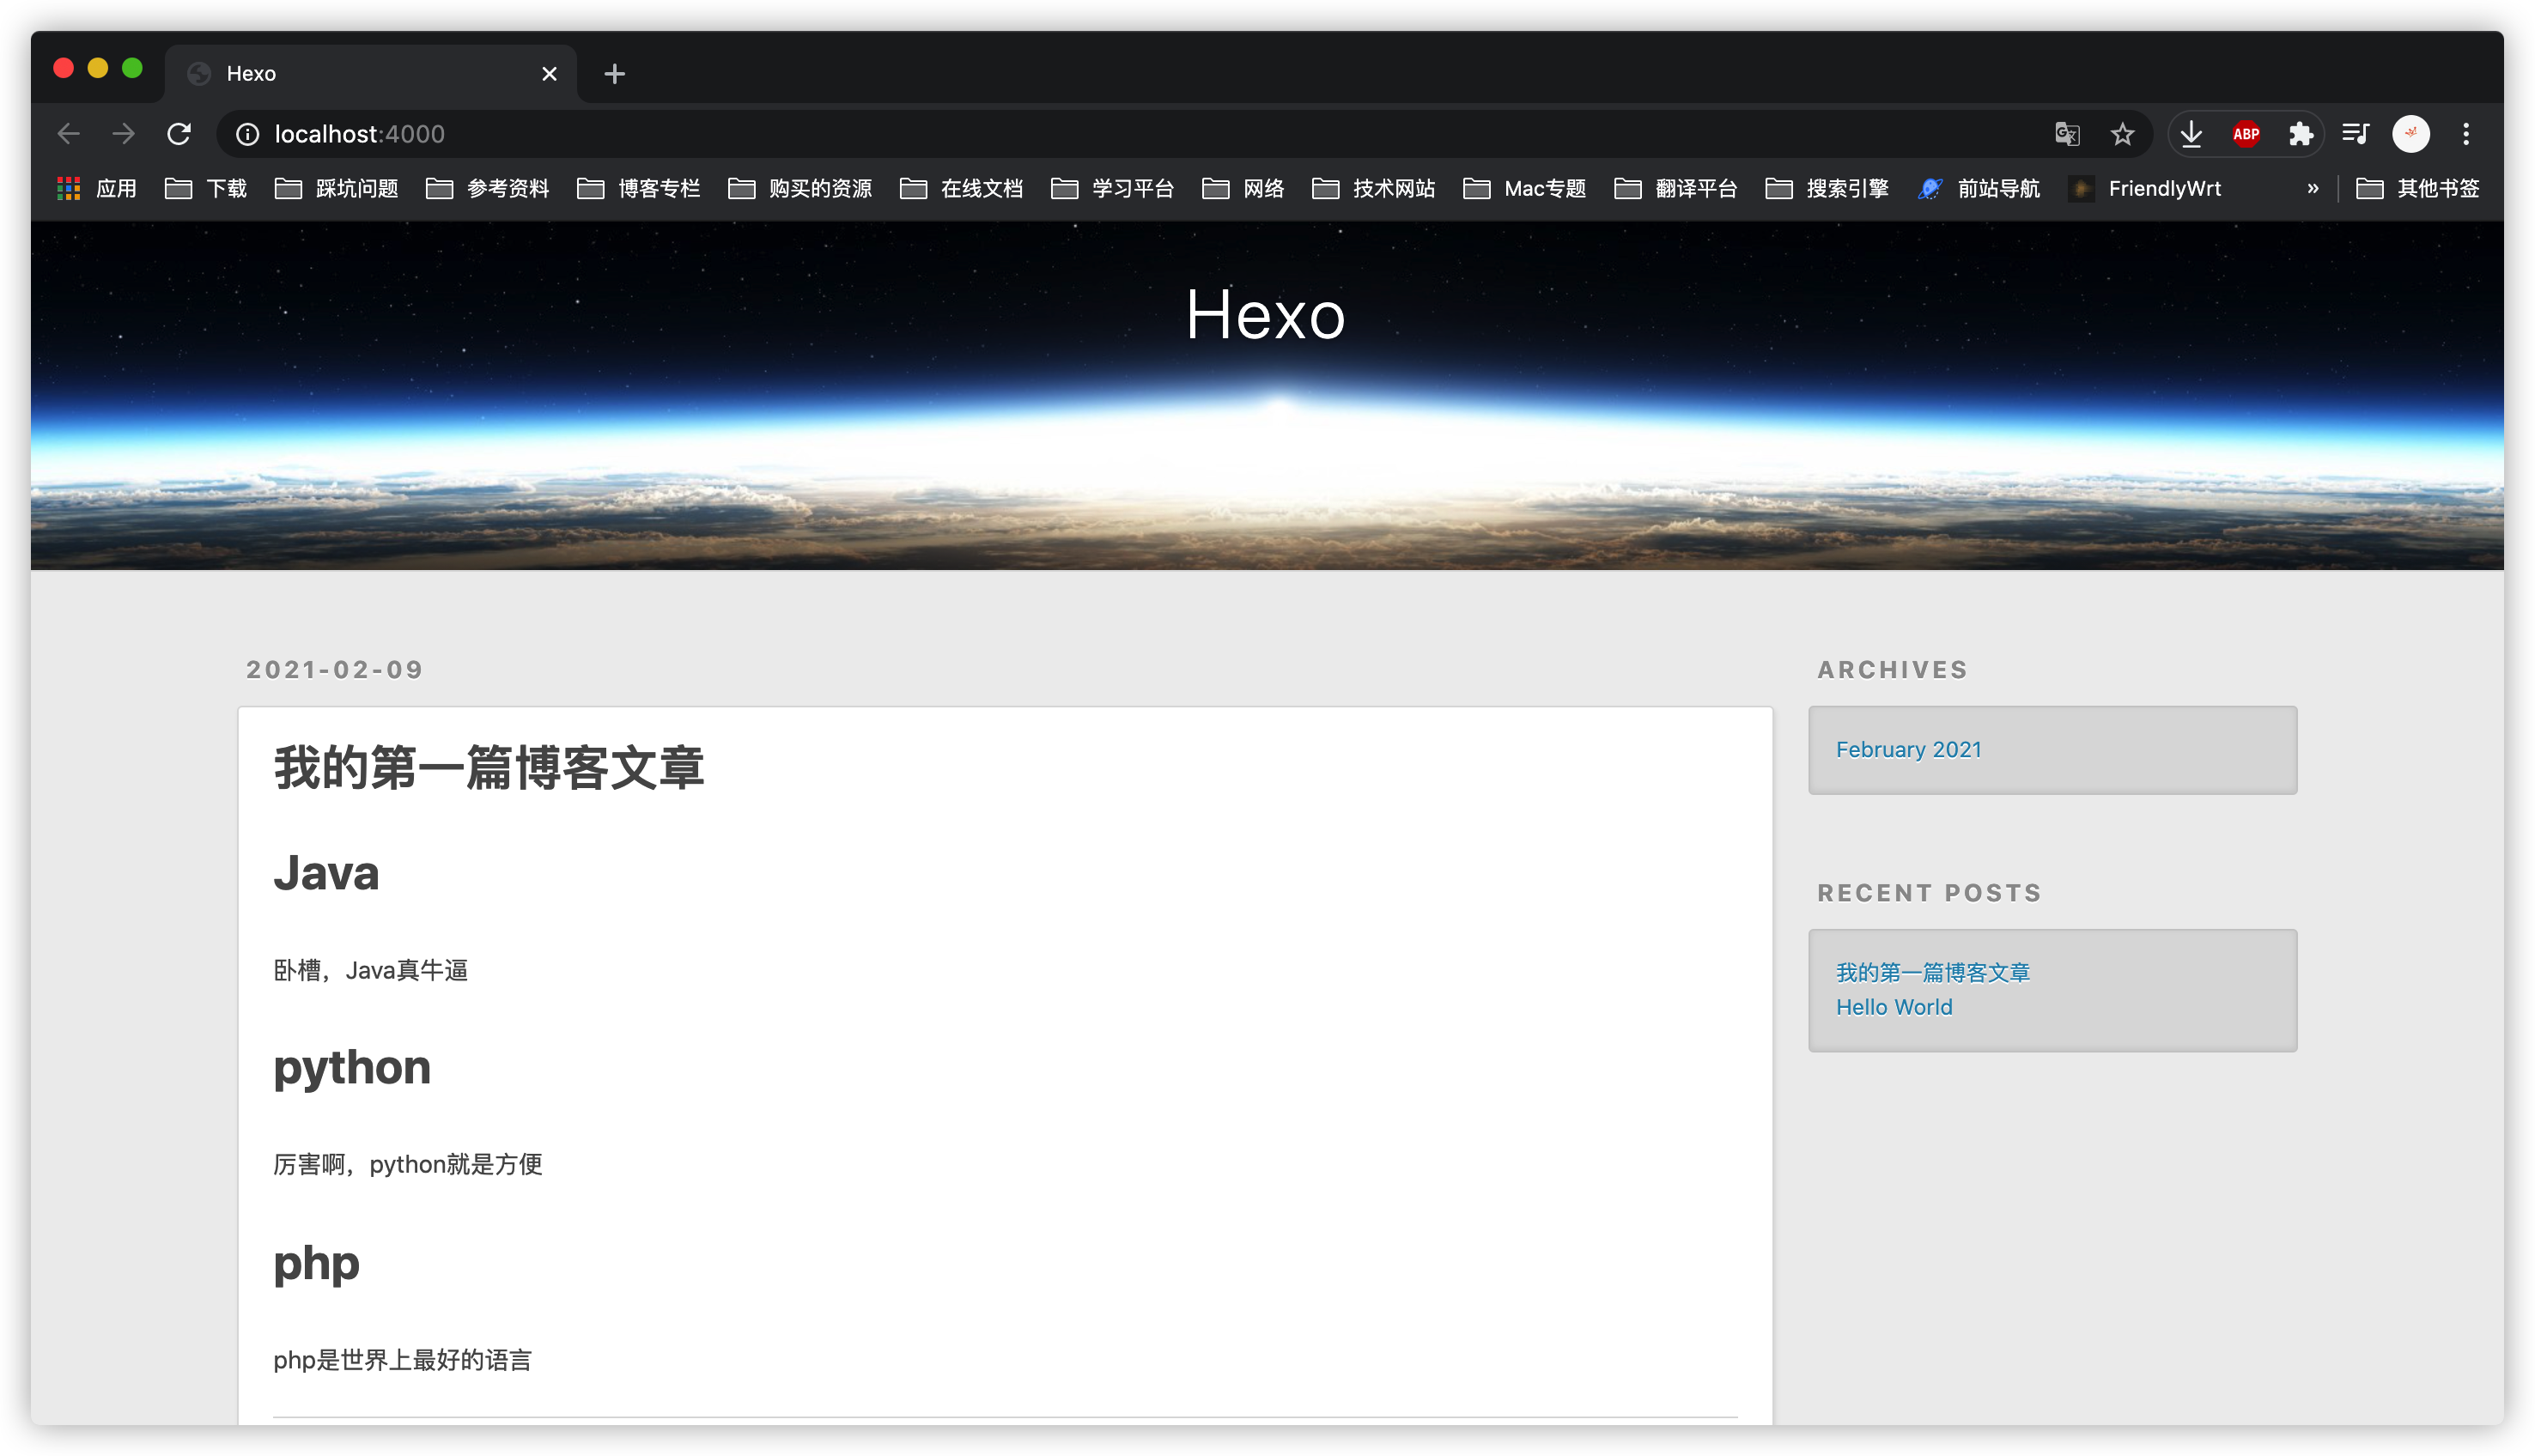 Hexo
localhost:4000
ABP
应用 下载 踩坑问题 参考资料 博客专栏 购买的资源 在线文档 学习平台 网络 技术网站 Mac专题 翻译平台 搜索引擎 前站导航 FriendlyWrt » 其他书签
Hexo
2021-02-09
我的第一篇博客文章
Java
卧槽，Java真牛逼
python
厉害啊，python就是方便
php
php是世界上最好的语言
ARCHIVES
February 2021
RECENT POSTS
我的第一篇博客文章
Hello World